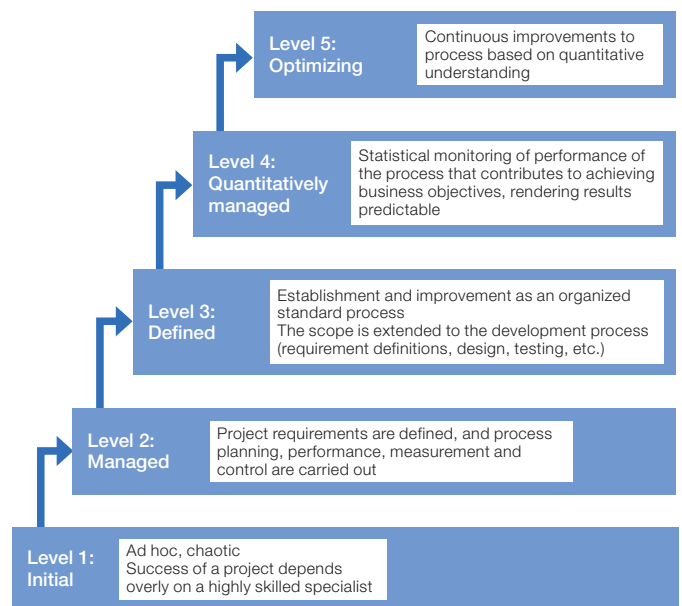 Level 5:
Optimizing
Continuous improvements to
process based on quantitative
understanding
Level 4:
Quantitatively
managed
Statistical monitoring of performance of
the process that contributes to achieving
business objectives, rendering results
predictable
Level 3:
Defined
Establishment and improvement as an organized
standard process
The scope is extended to the development process
(requirement definitions, design, testing, etc.)
Level 2:
Managed
Project requirements are defined, and process
planning, performance, measurement and
control are carried out
Level 1:
Initial
Ad hoc, chaotic
Success of a project depends
overly on a highly skilled specialist